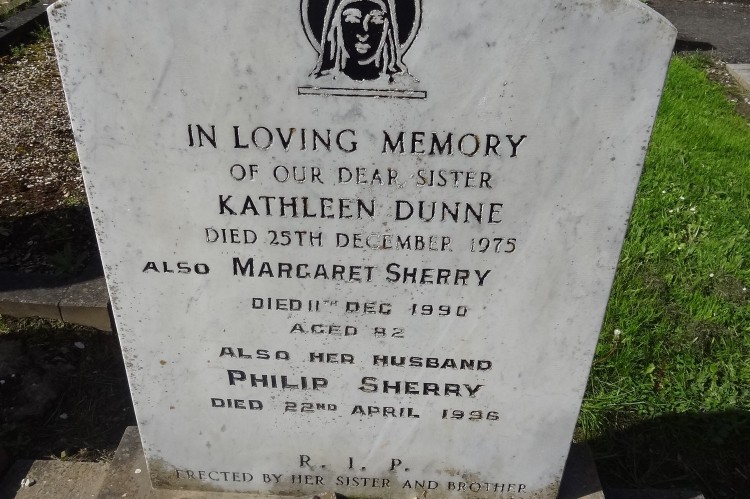 IN LOVING MEMORY
OF OUR DEAR SISTER
KATHLEEN DUNNE
DIED 25TH DECEMBER 1975
ALSO MARGARET SHERRY
DIED 11TH DEC 1990
AGED 82
ALSO HER HUSBAND
PHILIP SHERRY
DIED 22ND APRIL 1996
R. I. P.
ERECTED BY HER SISTER AND BROTHER